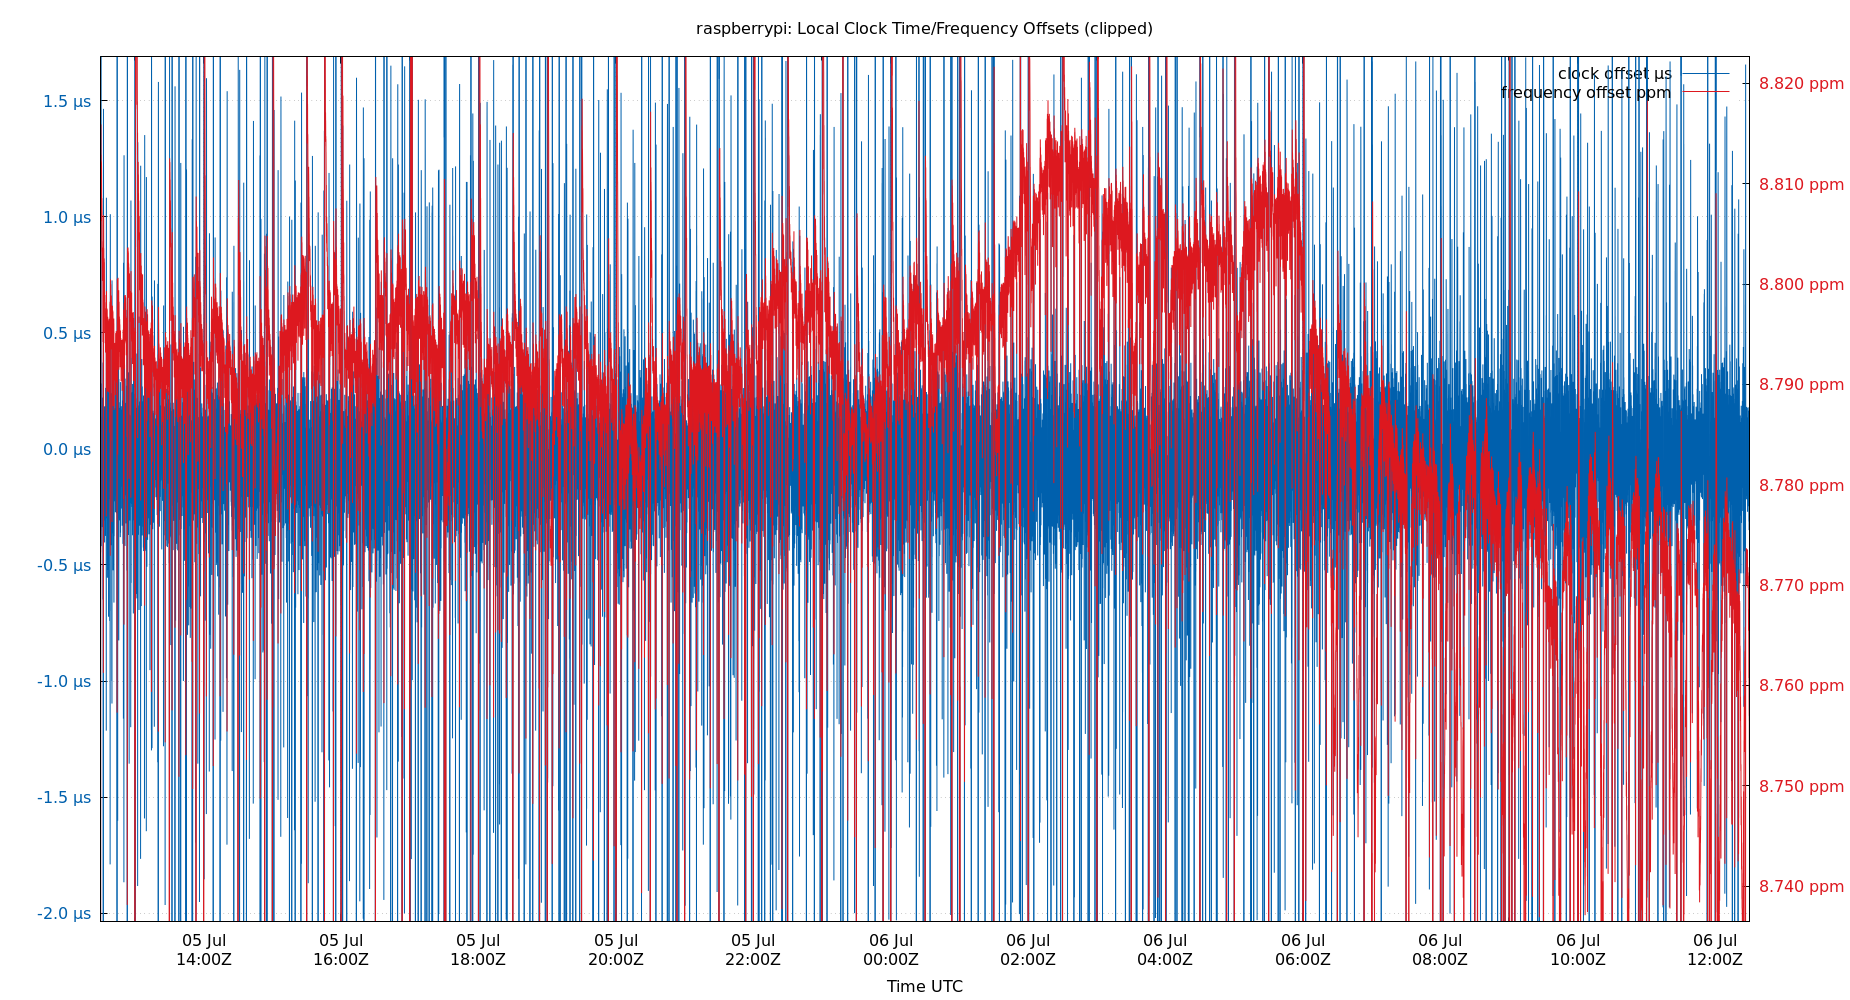 raspberrypi: Local Clock Time/Frequency Offsets (clipped)
clock offset µs
frequency offset ppm
1.5 µs
1.0 µs
0.5 µs
0.0 µs
-0.5 µs
-1.0 µs
-1.5 µs
-2.0 µs
8.820 ppm
8.810 ppm
8.800 ppm
8.790 ppm
8.780 ppm
8.770 ppm
8.760 ppm
8.750 ppm
8.740 ppm
05 Jul 05 Jul 05 Jul 05 Jul 05 Jul 06 Jul 06 Jul 06 Jul 06 Jul 06 Jul 06 Jul 06 Jul
14:00Z 16:00Z 18:00Z 20:00Z 22:00Z 00:00Z 02:00Z 04:00Z 06:00Z 08:00Z 10:00Z 12:00Z
Time UTC